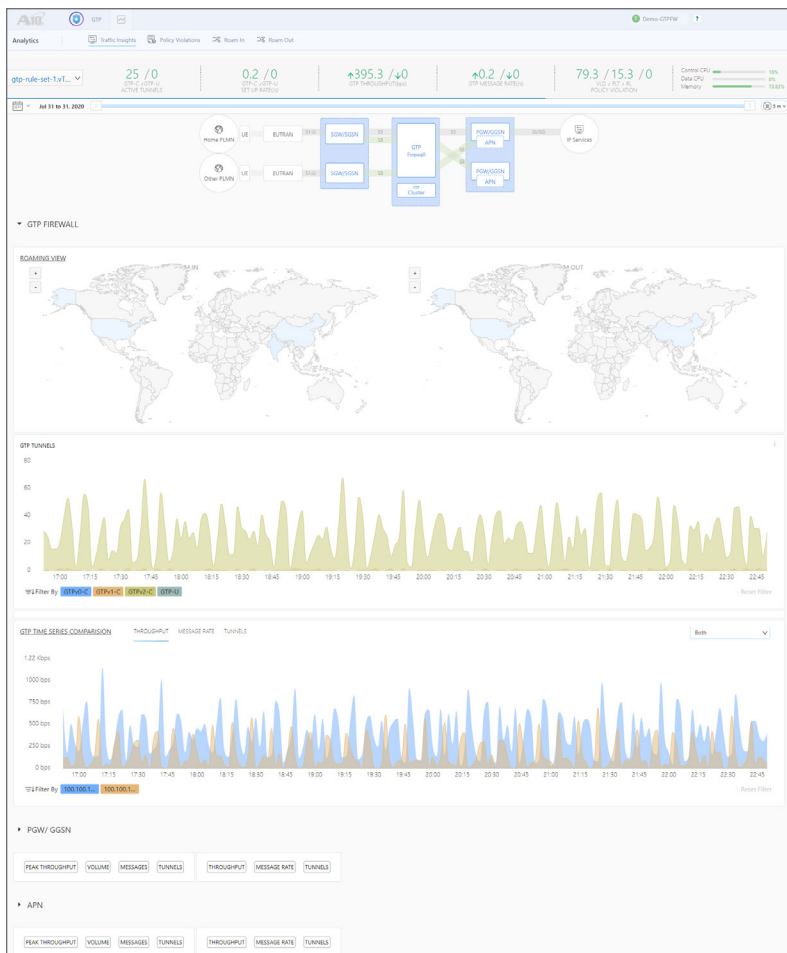 A10
GTP
Demo-GTPFW ?
Analytics Traffic Insights Policy Violations Roam In Roam Out
gtp-rule-set-1.vT...
25 / 0
GTP-C /GTP-U
ACTIVE TUNNELS
0.2 / 0
GTP-C /GTP-U
SET UP RATE(/s)
↑395.3 / ↓0
GTP THROUGHPUT(bps)
↑0.2 / ↓0
GTP MESSAGE RATE(/s)
79.3 / 15.3 / 0
VLD + FLT + RL
POLICY VIOLATION
Control CPU 10%
Data CPU 0%
Memory
Jul 31 to 31, 2020 5 m
Home PLMN UE EUTRAN SGW/SGSN
GTP
Firewall
PGW/GGSN
APN
IP Services
Other PLMN UE EUTRAN SGW/SGSN
Cluster
PGW/GGSN
APN
GTP FIREWALL
ROAMING VIEW
+
-
+
-
GTP TUNNELS
80
60
40
20
0
17:00 17:15 17:30 17:45 18:00 18:15 18:30 18:45 19:00 19:15 19:30 19:45 20:00 20:15 20:30 20:45 21:00 21:15 21:30 21:45 22:00 22:15 22:30 22:45
Filter By GTPv0-C GTPv1-C GTPv2-C GTP-U Reset Filter
GTP TIME SERIES COMPARISION THROUGHPUT MESSAGE RATE TUNNELS Both
1.22 Kbps
1000 bps
750 bps
500 bps
250 bps
0 bps
17:00 17:15 17:30 17:45 18:00 18:15 18:30 18:45 19:00 19:15 19:30 19:45 20:00 20:15 20:30 20:45 21:00 21:15 21:30 21:45 22:00 22:15 22:30 22:45
Filter By 100.100.1... 100.100.1... Reset Filter
PGW/ GGSN
PEAK THROUGHPUT VOLUME MESSAGES TUNNELS THROUGHPUT MESSAGE RATE TUNNELS
APN
PEAK THROUGHPUT VOLUME MESSAGES TUNNELS THROUGHPUT MESSAGE RATE TUNNELS